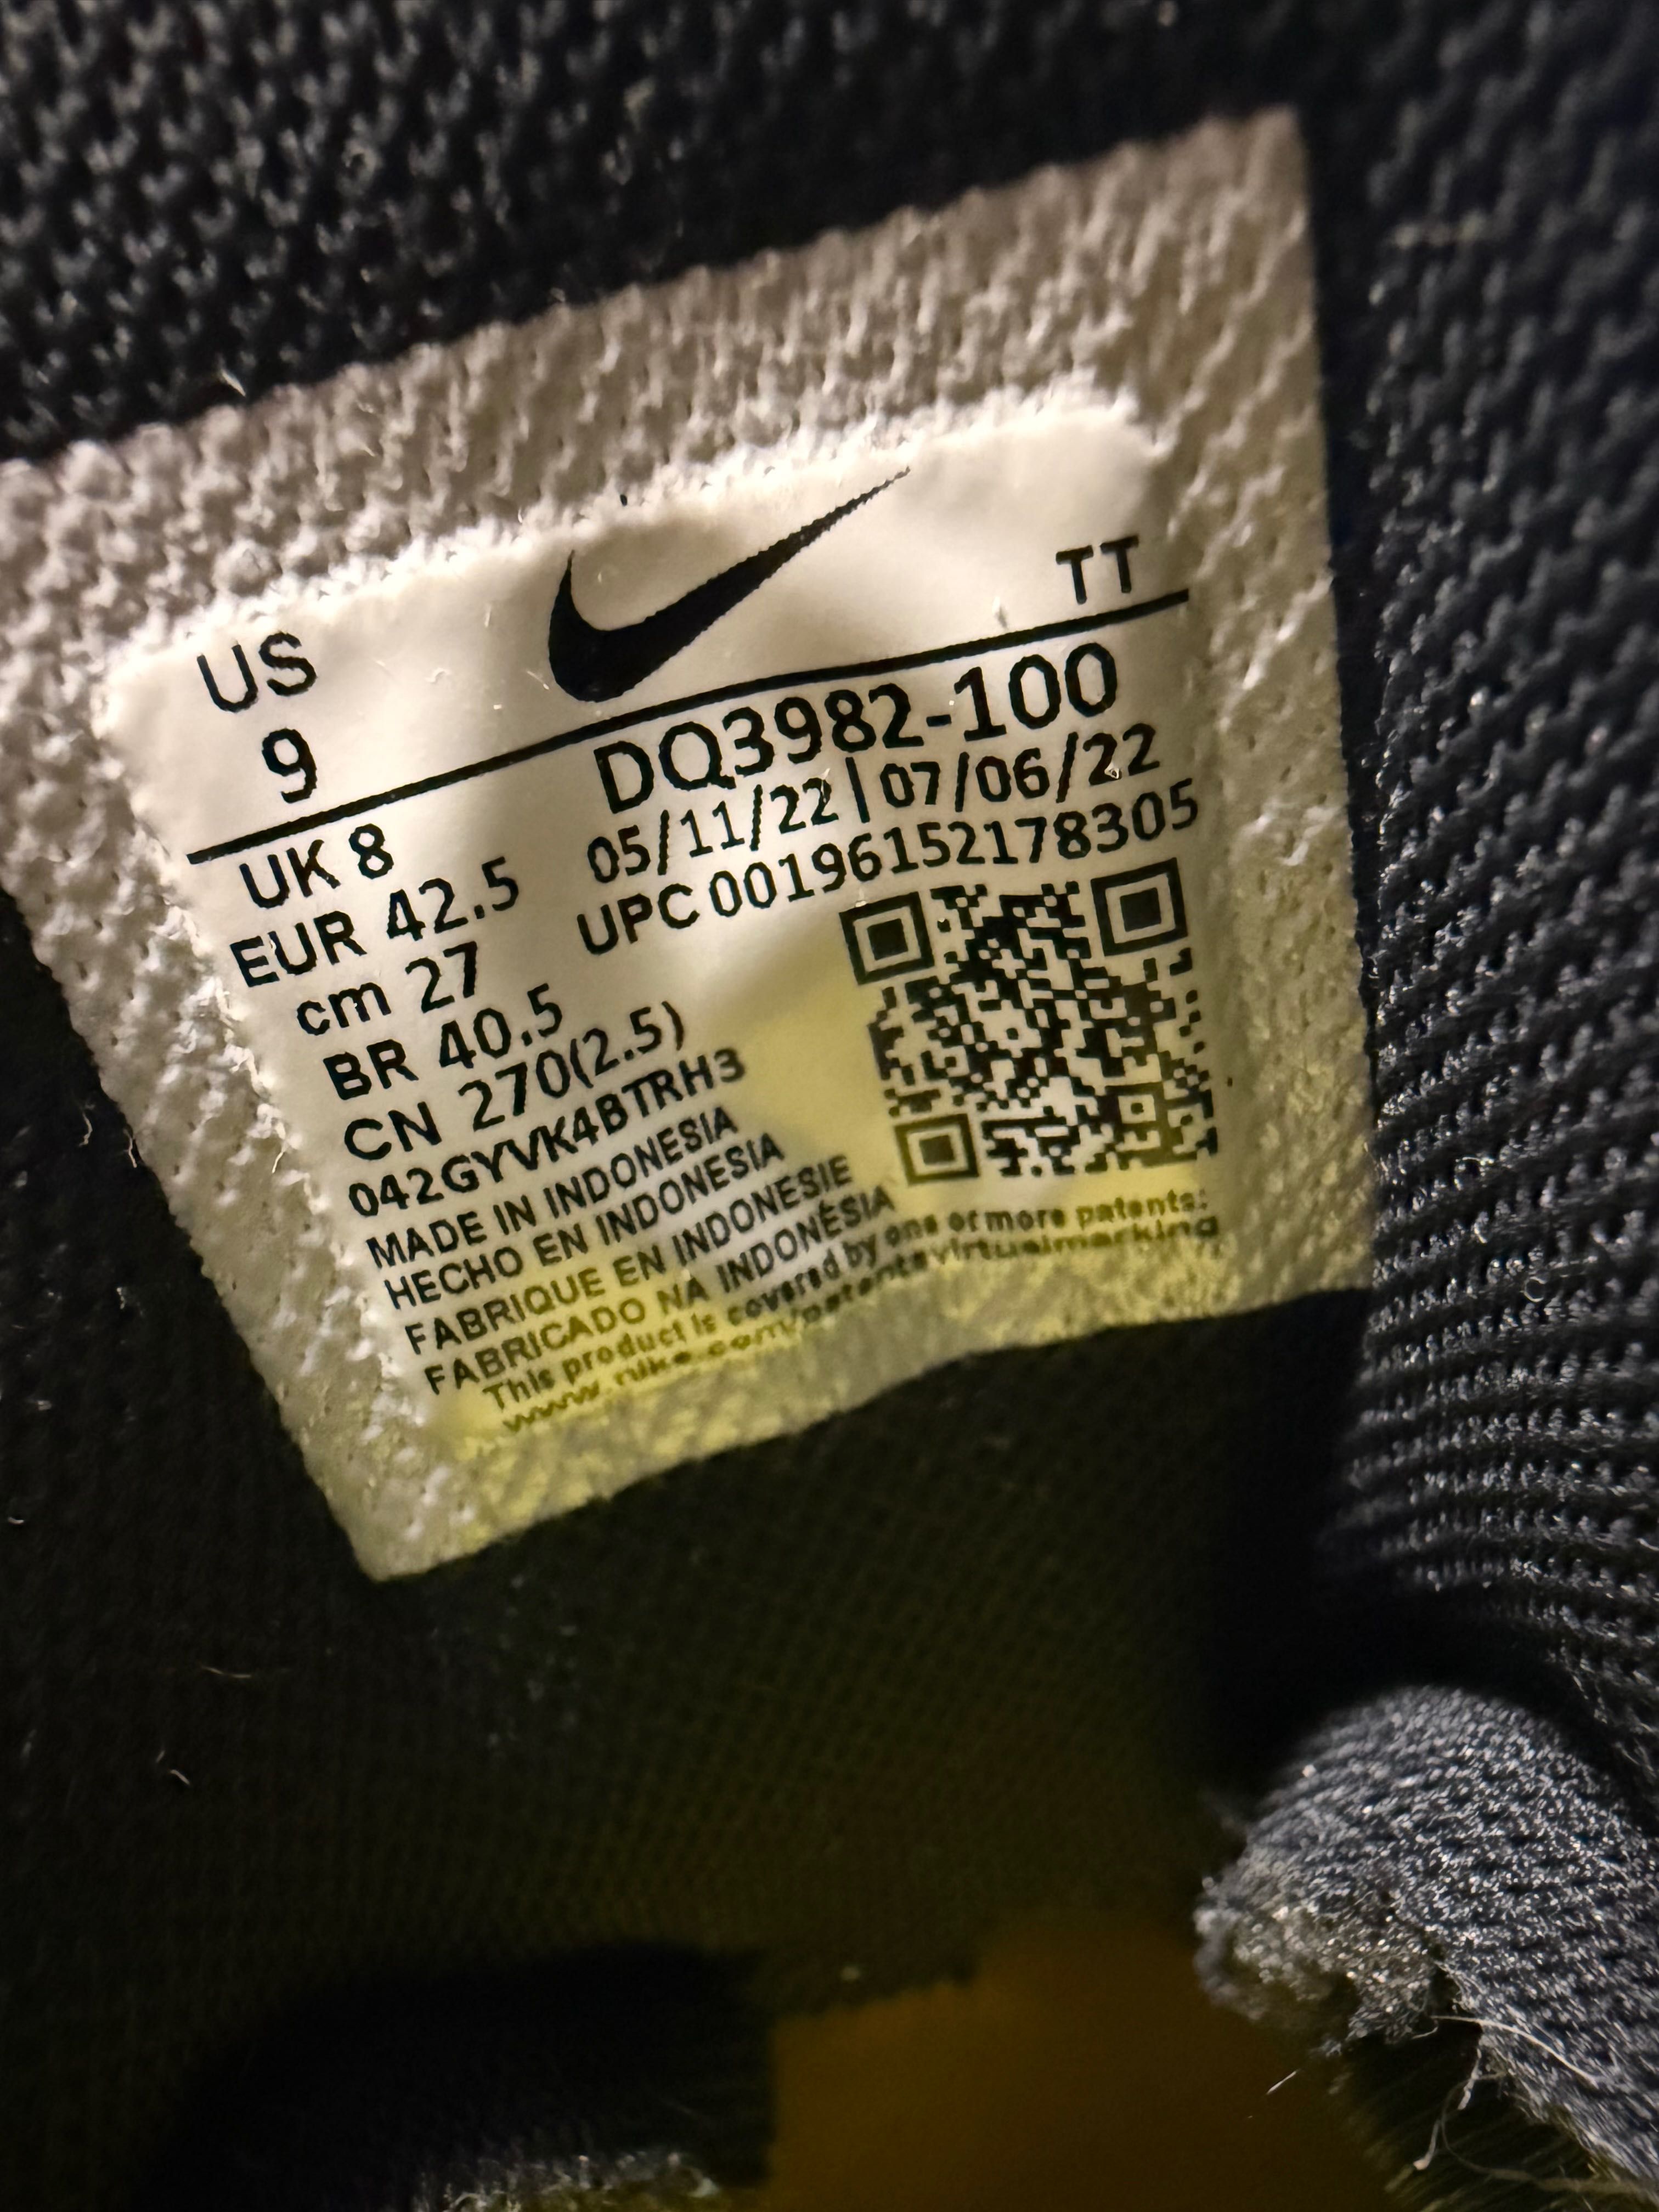 US
9
TT
UK 8
EUR 42.5
cm 27
BR 40.5
CN 270(2.5)
DQ3982-100
05/11/22|07/06/22
UPC00196152178305
042GYVK4BTRH3
MADE IN INDONESIA
HECHO EN INDONESIA
FABRIQUE EN INDONESIE
FABRICADO NA INDONÉSIA
This product is covered by one or more patents:
www.nike.com/patentsvirtualmarking